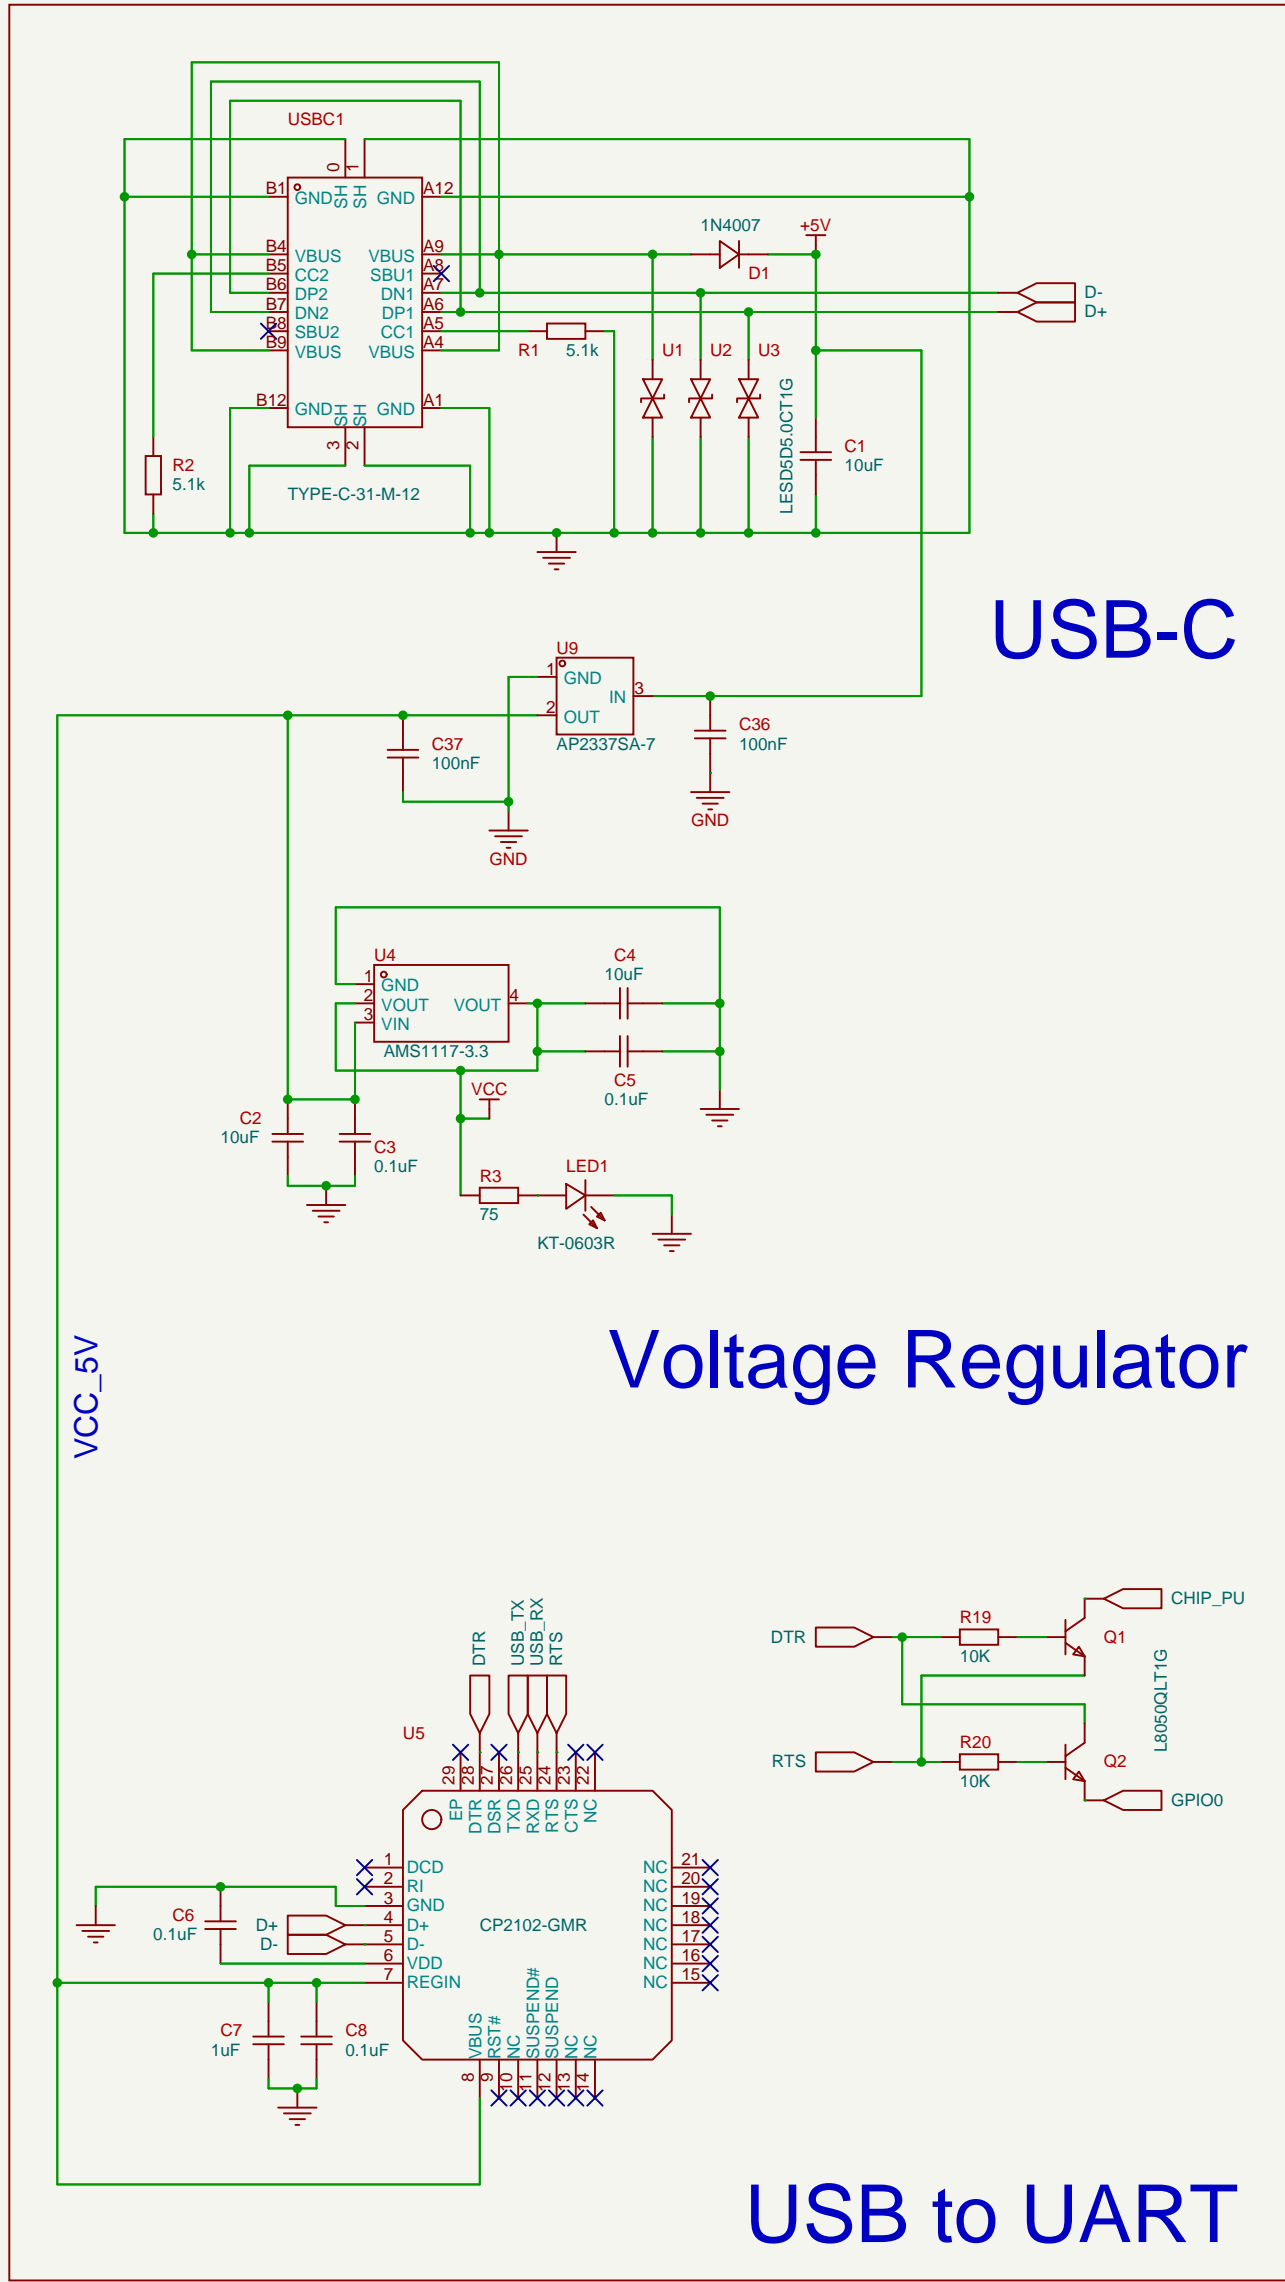 USBC1
0
1
SH
SH
B1
GND
GND
A12
B4
VBUS
VBUS
A9
B5
CC2
SBU1
A8
B6
DP2
DN1
A7
B7
DN2
DP1
A6
B8
SBU2
CC1
A5
B9
VBUS
VBUS
A4
B12
GND
GND
A1
SH
SH
3
2
TYPE-C-31-M-12
R2
5.1k
R1
5.1k
1N4007
D1
+5V
D-
D+
U1
U2
U3
LESD5D5.0CT1G
C1
10uF
USB-C
U9
1
GND
IN
3
2
OUT
AP2337SA-7
C37
100nF
C36
100nF
GND
GND
U4
1
GND
2
VOUT
VOUT
4
3
VIN
AMS1117-3.3
C4
10uF
C5
0.1uF
VCC
C2
10uF
C3
0.1uF
R3
75
LED1
KT-0603R
Voltage Regulator
VCC_5V
DTR
USB_TX
USB_RX
RTS
U5
29
28
27
26
25
24
23
22
EP
DTR
DSR
TXD
RXD
RTS
CTS
NC
1
DCD
2
RI
3
GND
4
D+
5
D-
6
VDD
7
REGIN
CP2102-GMR
NC
21
NC
20
NC
19
NC
18
NC
17
NC
16
NC
15
VBUS
RST#
NC
SUSPEND#
SUSPEND
NC
NC
8
9
10
11
12
13
14
C6
0.1uF
D+
D-
C7
1uF
C8
0.1uF
DTR
R19
10K
Q1
CHIP_PU
L8050QLT1G
RTS
R20
10K
Q2
GPIO0
USB to UART